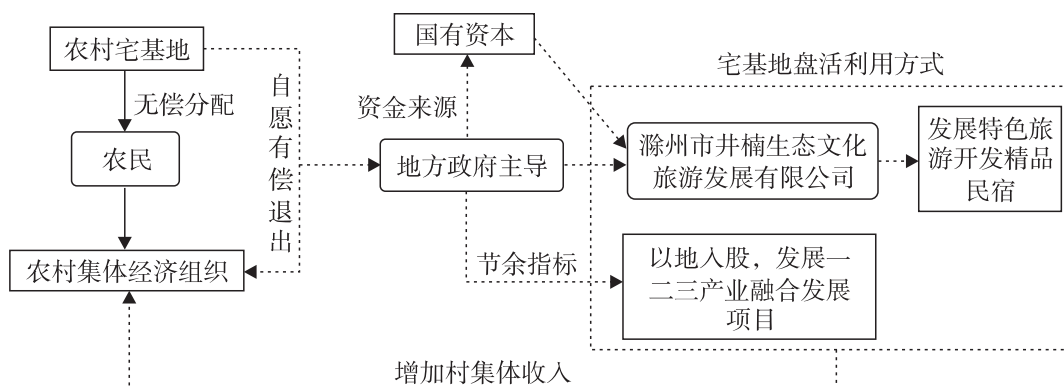 农村宅基地
无偿分配
农民
农村集体经济组织
自愿有偿退出
国有资本
资金来源
地方政府主导
节余指标
宅基地盘活利用方式
滁州市井楠生态文化
旅游发展有限公司
发展特色旅
游开发精品
民宿
以地入股，发展一
二三产业融合发展
项目
增加村集体收入